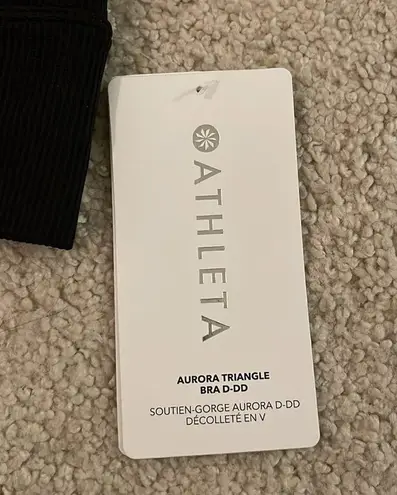 ATHLETA
AURORA TRIANGLE
BRA D-DD
SOUTIEN-GORGE AURORA D-DD
DÉCOLLETÉ EN V